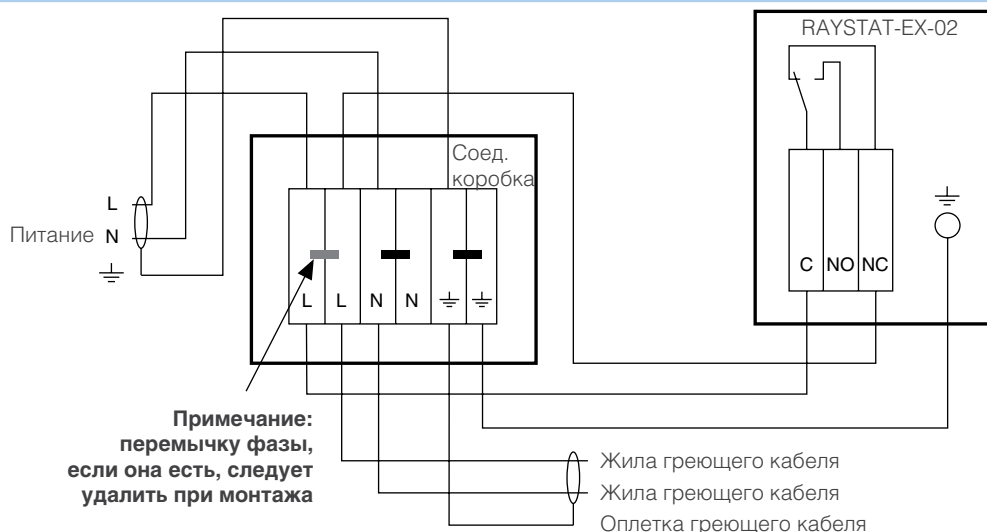 RAYSTAT-EX-02
Соед.
коробка
L
Питание N
C NO NC
L L N N
Примечание:
перемычку фазы,
если она есть, следует
удалить при монтажа
Жила греющего кабеля
Жила греющего кабеля
Оплетка греющего кабеля